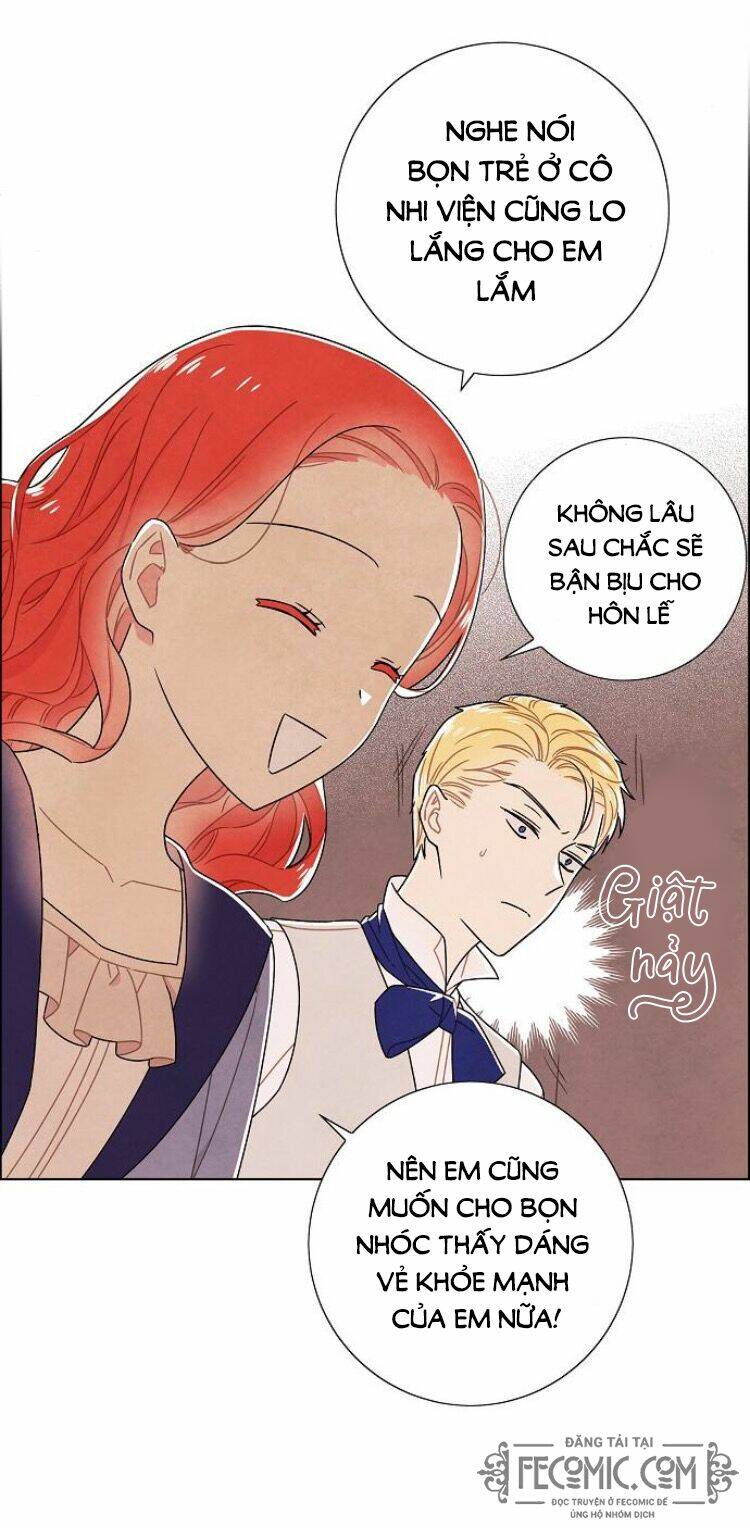 NGHE NÓI
BỌN TRẺ Ở CÔ
NHI VIỆN CŨNG LO
LẮNG CHO EM
LẮM
KHÔNG LÂU
SAU CHẮC SẼ
BẬN BỊU CHO
HÔN LỄ
Giật
nảy
NÊN EM CŨNG
MUỐN CHO BỌN
NHÓC THẤY DÁNG
VẺ KHỎE MẠNH
CỦA EM NỮA!
ĐĂNG TẢI TẠI
FECOMIC.COM
ĐỌC TRUYỆN Ở FECOMIC ĐỂ
ỦNG HỘ NHÓM DỊCH